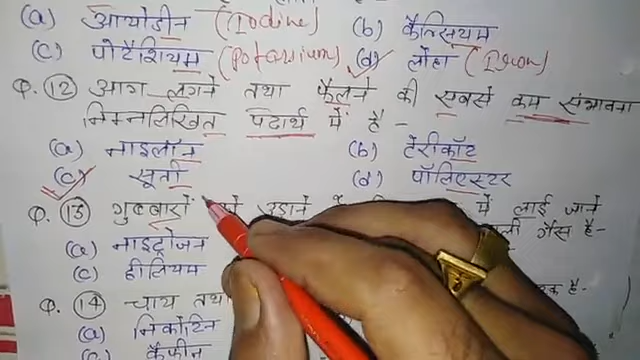 (a) आयोडीन (Iodine) (b) कैल्सियम
(c) पोटैशियम (Potassium) (d) लोहा (Iron)
Q. 12 आग लगने तथा फैलने की सबसे कम संभावना
निम्नलिखित पदार्थ में है -
(a) नाइलॉन (b) टेरीकॉट
(c) सूती (d) पॉलिएस्टर
Q. 13 गुब्बारों उड़ाने में लाई जाने
वाली गैस है-
(a) नाइट्रोजन
(c) हीलियम
Q. 14 चाय तथा है-
(a) निकोटिन
(c) कैफीन